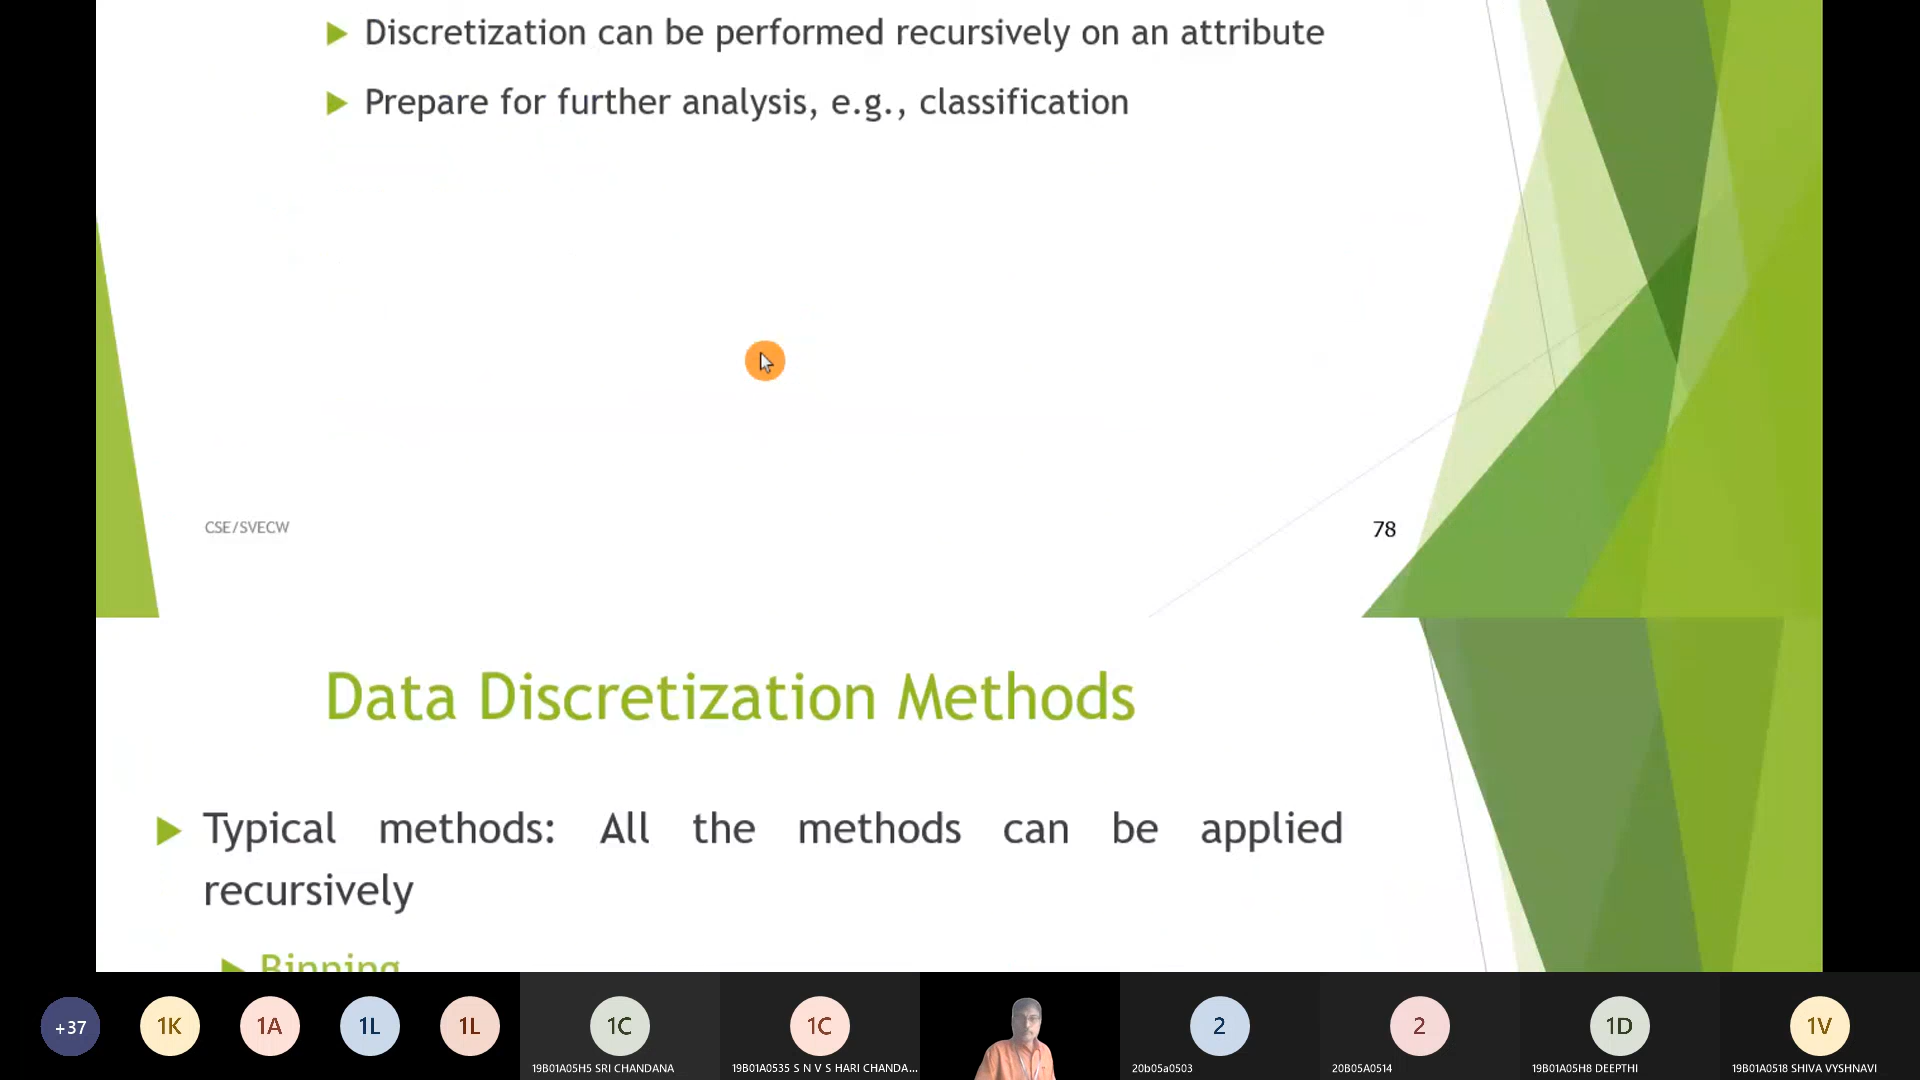 Discretization can be performed recursively on an attribute
Prepare for further analysis, e.g., classification
CSE/SVECW
78
Data Discretization Methods
Typical methods: All the methods can be applied
recursively
Binning
+37
1K
1A
1L
1L
1C
1C
2
2
1D
1V
19B01A05H5 SRI CHANDANA
19B01A0535 S N V S HARI CHANDA...
20b05a0503
20B05A0514
19B01A05H8 DEEPTHI
19B01A0518 SHIVA VYSHNAVI